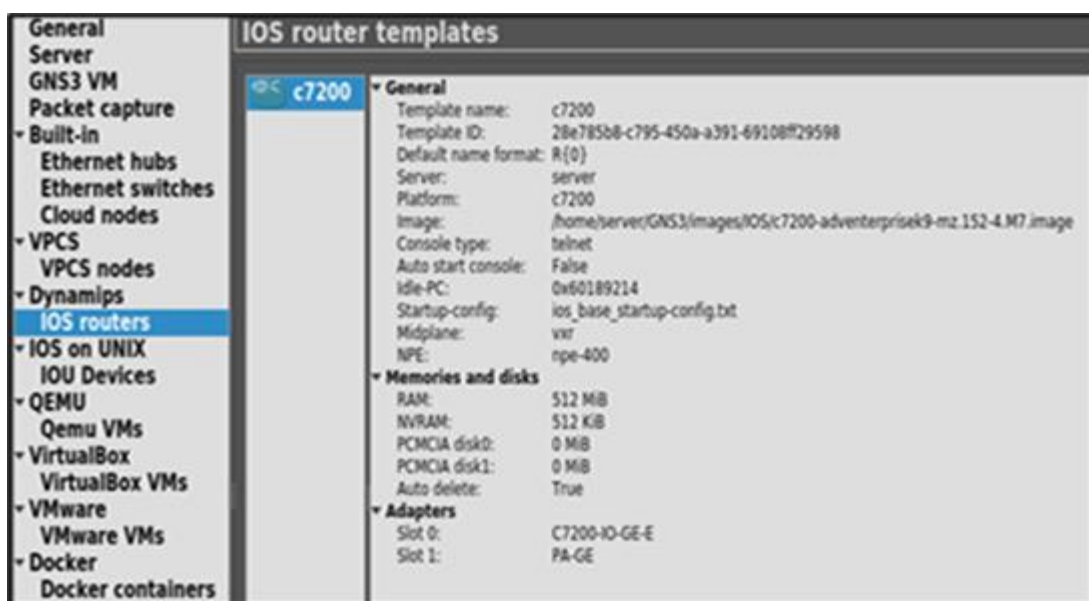 General
Server
GNS3 VM
Packet capture
Built-in
Ethernet hubs
Ethernet switches
Cloud nodes
VPCS
VPCS nodes
Dynamips
IOS routers
IOS on UNIX
IOU Devices
QEMU
Qemu VMs
VirtualBox
VirtualBox VMs
VMware
VMware VMs
Docker
Docker containers
IOS router templates
c7200
General
Template name: c7200
Template ID: 28e785b8-c795-450a-a391-69108ff29598
Default name format: R{0}
Server: server
Platform: c7200
Image: /home/server/GNS3/images/IOS/c7200-adventerprisek9-mz.152-4.M7.image
Console type: telnet
Auto start console: False
Idle-PC: 0x60189214
Startup-config: ios_base_startup-config.txt
Midplane: vxr
NPE: npe-400
Memories and disks
RAM: 512 MiB
NVRAM: 512 KiB
PCMCIA disk0: 0 MiB
PCMCIA disk1: 0 MiB
Auto delete: True
Adapters
Slot 0: C7200-IO-GE-E
Slot 1: PA-GE